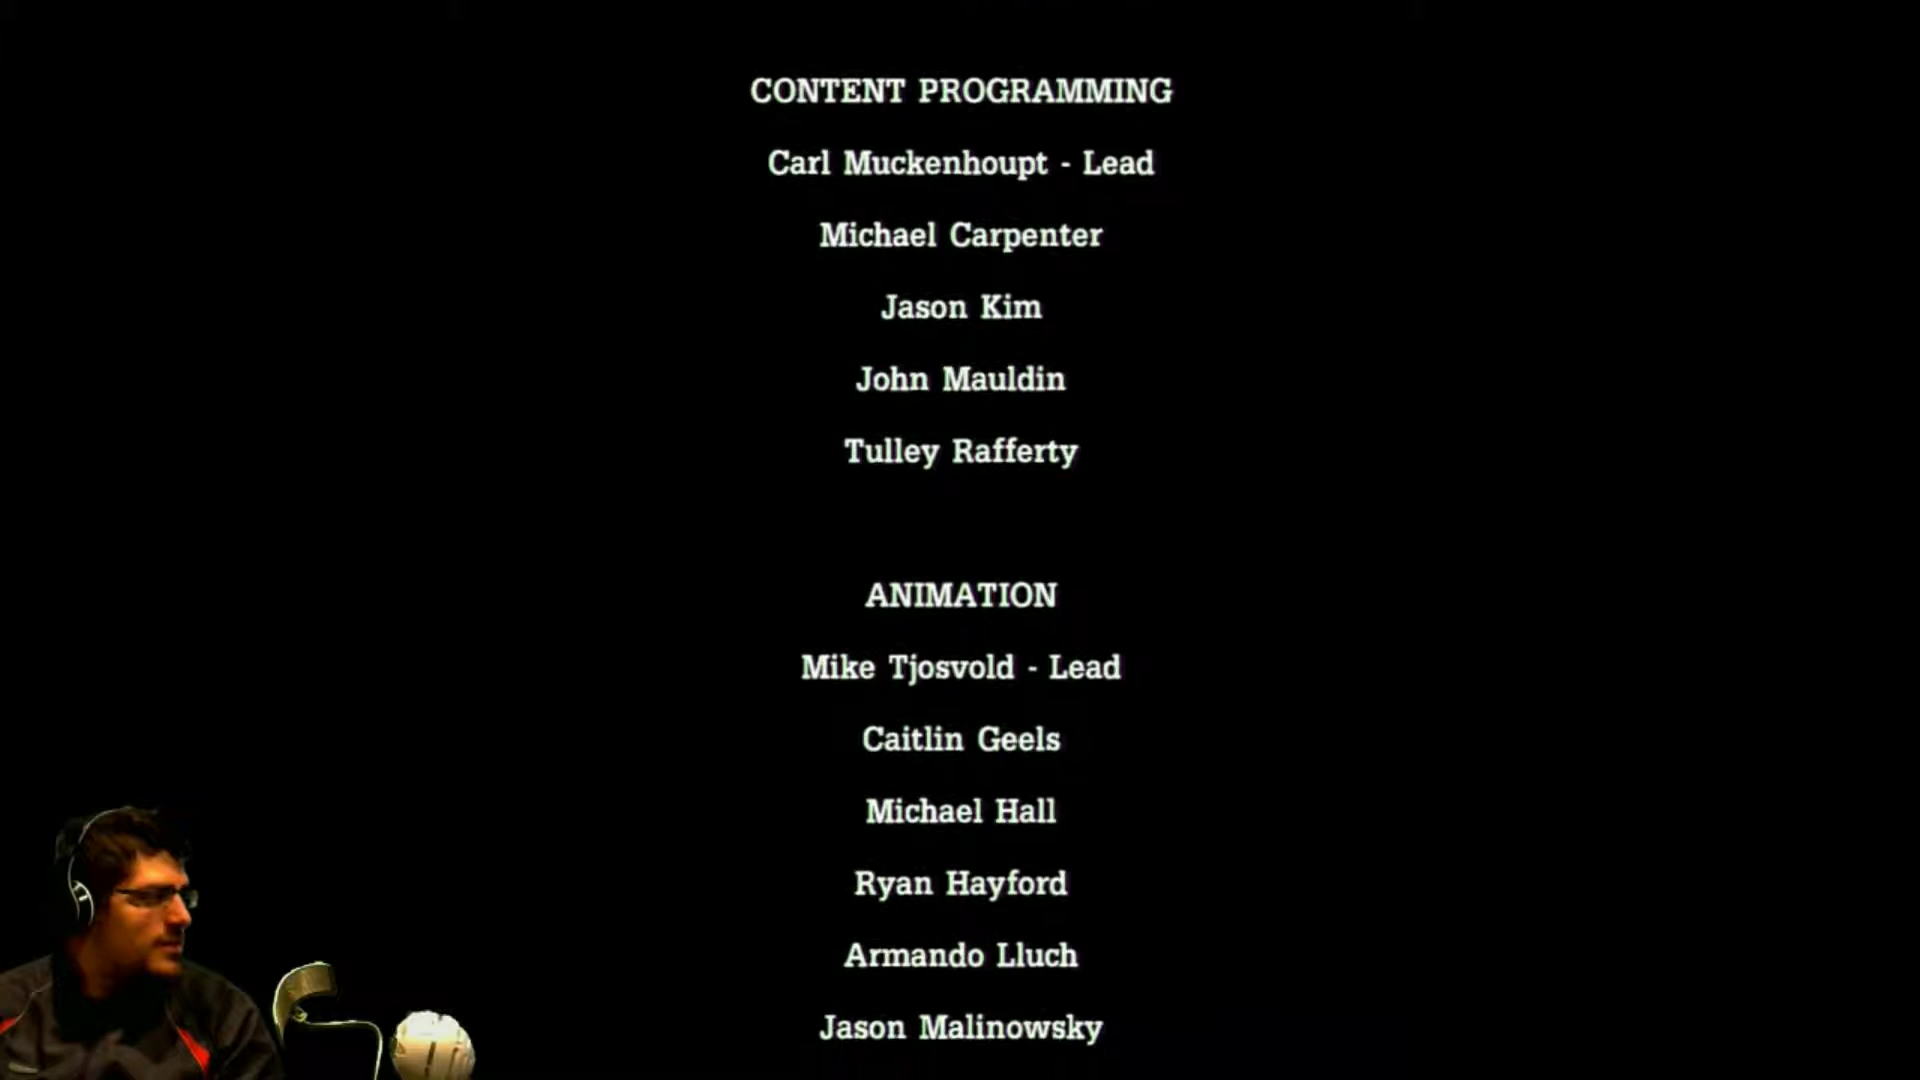 CONTENT PROGRAMMING
Carl Muckenhoupt - Lead
Michael Carpenter
Jason Kim
John Mauldin
Tulley Rafferty
ANIMATION
Mike Tjosvold - Lead
Caitlin Geels
Michael Hall
Ryan Hayford
Armando Lluch
Jason Malinowsky